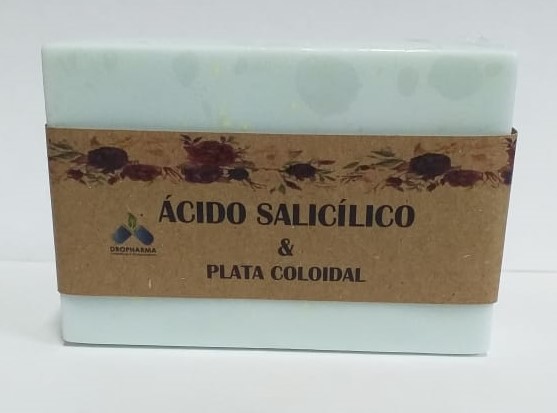 ÁCIDO SALICÍLICO
&
PLATA COLOIDAL
DROPHARMA